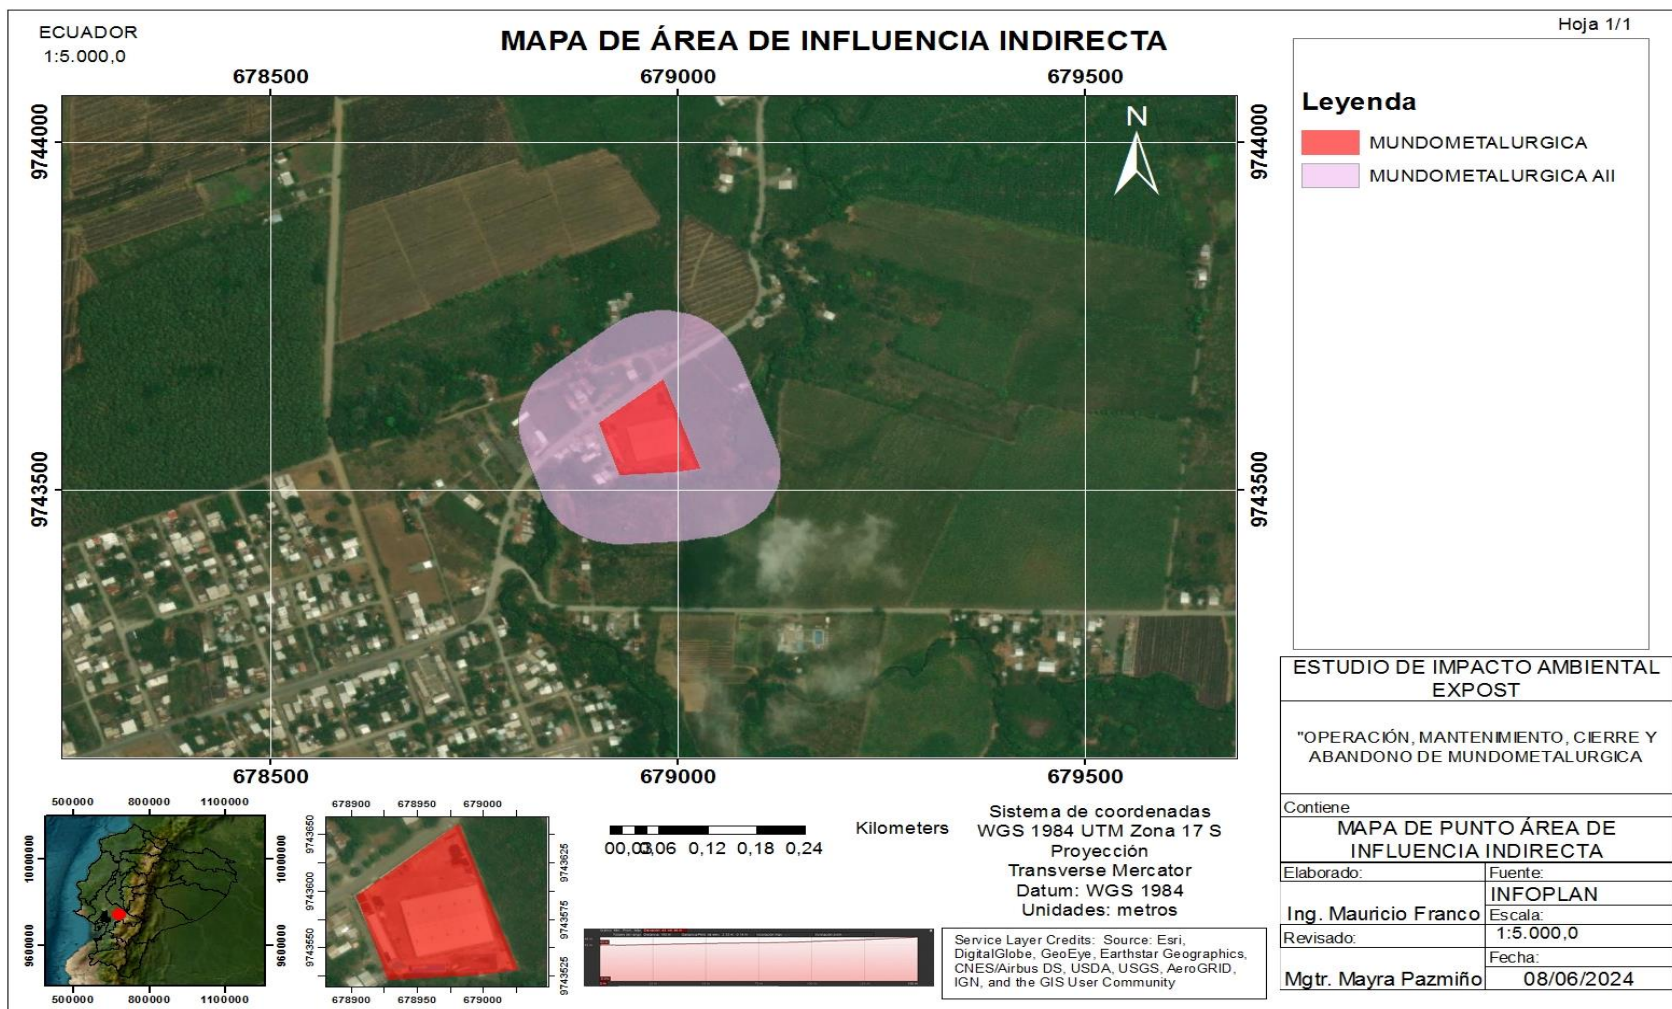 ECUADOR
1:5.000,0
MAPA DE ÁREA DE INFLUENCIA INDIRECTA
Hoja 1/1
678500 679000 679500
9744000 9744000
9743500 9743500
678500 679000 679500
N
Leyenda
MUNDOMETALURGICA
MUNDOMETALURGICA AII
ESTUDIO DE IMPACTO AMBIENTAL
EXPOST
"OPERACIÓN, MANTENIMIENTO, CIERRE Y
ABANDONO DE MUNDOMETALURGICA
Contiene
MAPA DE PUNTO ÁREA DE
INFLUENCIA INDIRECTA
Elaborado:
Ing. Mauricio Franco
Revisado:
Mgtr. Mayra Pazmiño
Fuente:
INFOPLAN
Escala:
1:5.000,0
Fecha:
08/06/2024
500000 800000 1100000
10000000 10000000
9600000 9600000
500000 800000 1100000
678900 678950 679000
9743650
9743600
9743550
9743625
9743575
9743525
678900 678950 679000
00,030,06 0,12 0,18 0,24
Kilometers
Sistema de coordenadas
WGS 1984 UTM Zona 17 S
Proyección
Transverse Mercator
Datum: WGS 1984
Unidades: metros
Service Layer Credits: Source: Esri,
DigitalGlobe, GeoEye, Earthstar Geographics,
CNES/Airbus DS, USDA, USGS, AeroGRID,
IGN, and the GIS User Community